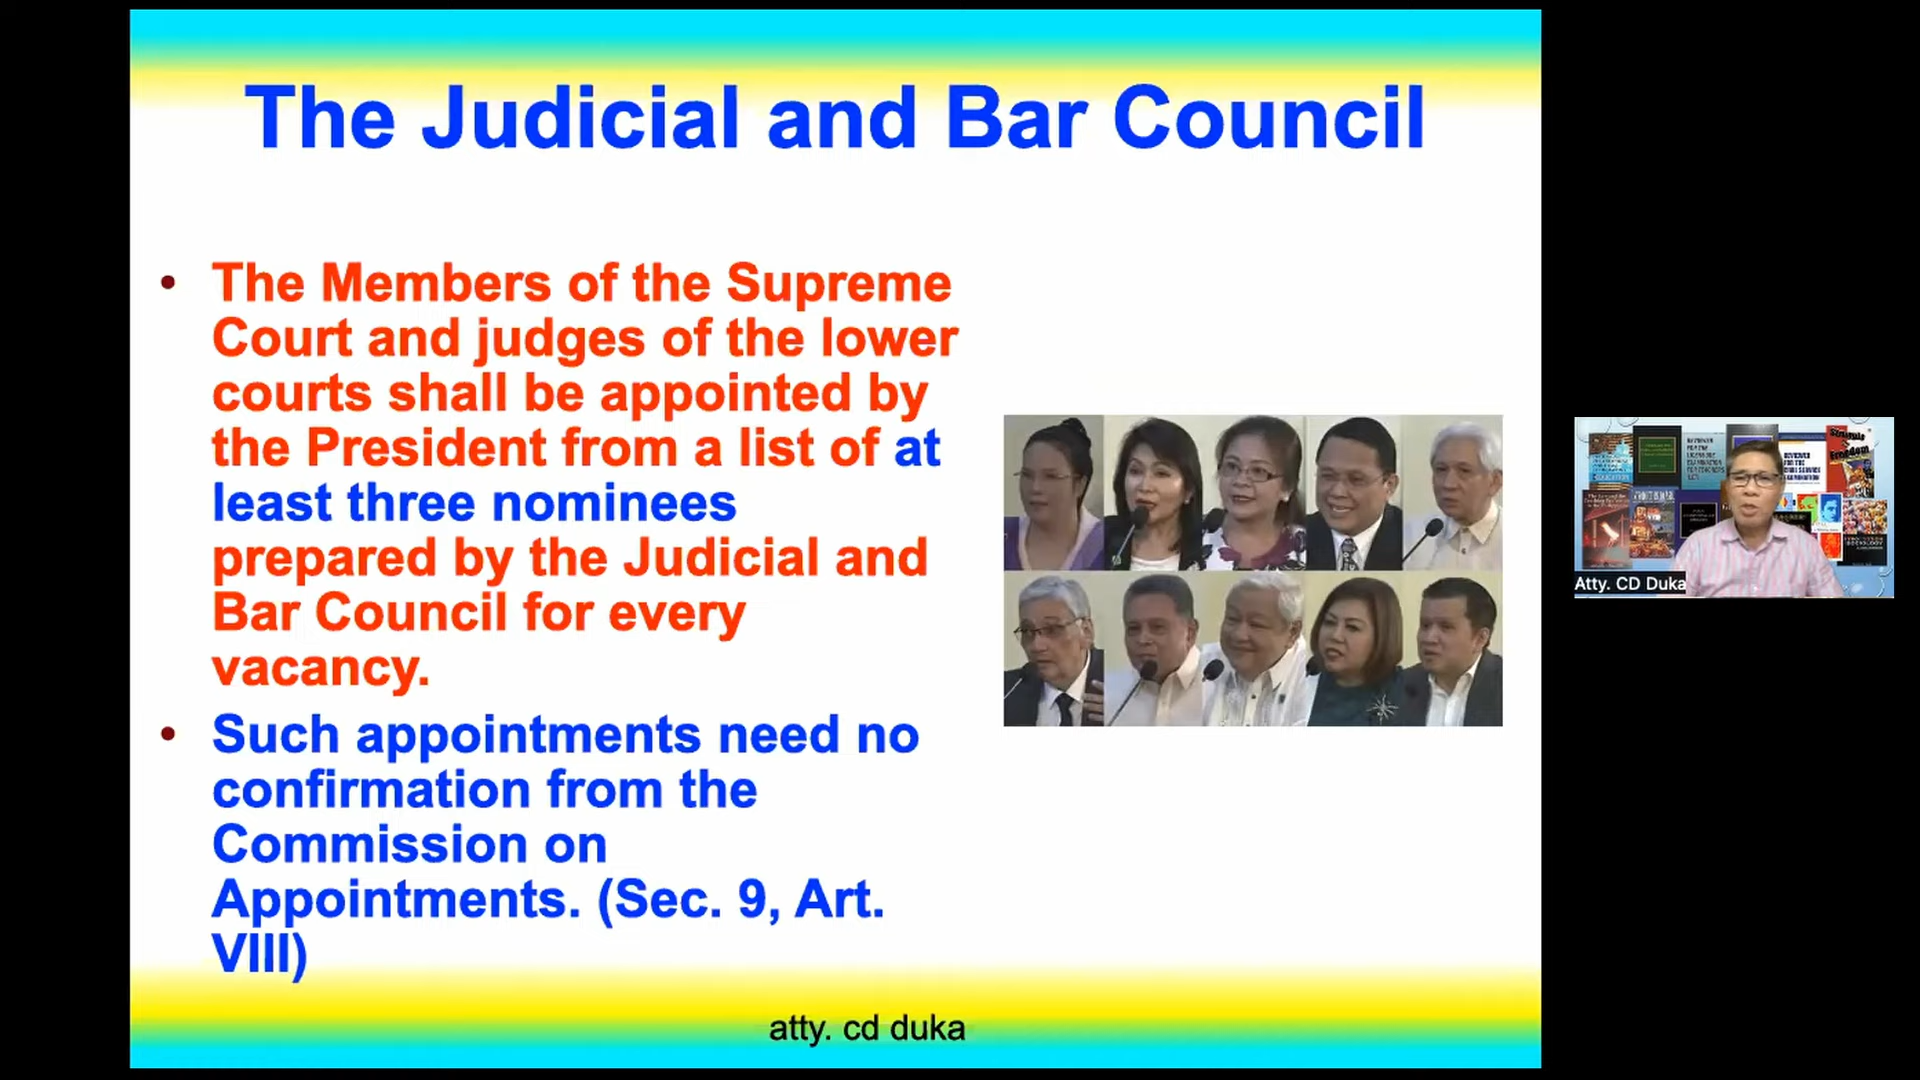 The Judicial and Bar Council
• The Members of the Supreme
Court and judges of the lower
courts shall be appointed by
the President from a list of at
least three nominees
prepared by the Judicial and
Bar Council for every
vacancy.
• Such appointments need no
confirmation from the
Commission on
Appointments. (Sec. 9, Art.
VIII)
atty. cd duka
Atty. CD Duka